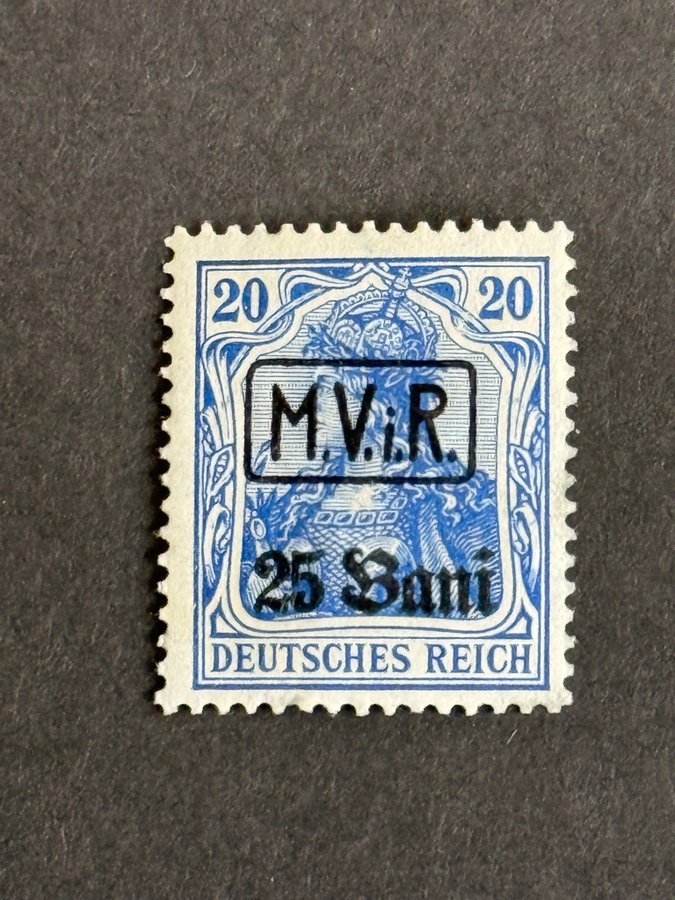 20 20
M.V.i.R.
25 Bani
DEUTSCHES REICH